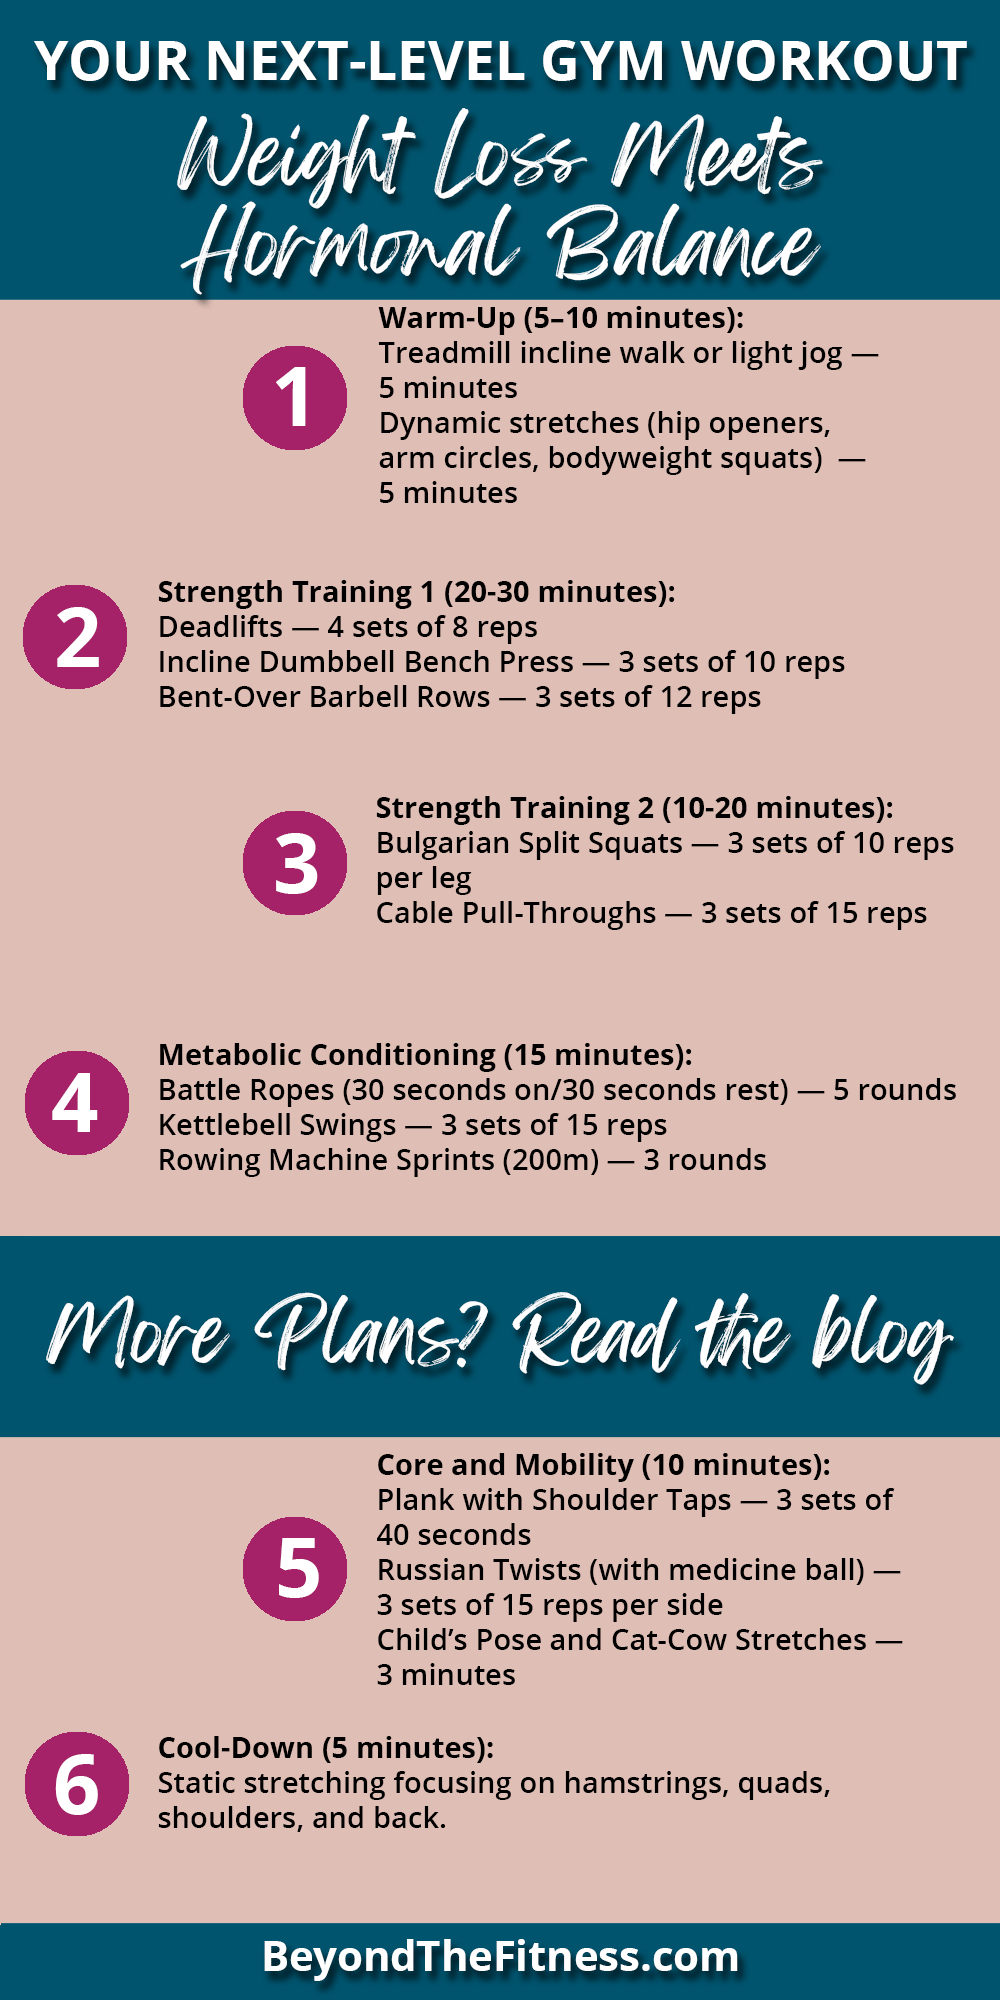 YOUR NEXT-LEVEL GYM WORKOUT
Weight Loss Meets
Hormonal Balance
1
Warm-Up (5–10 minutes):
Treadmill incline walk or light jog —
5 minutes
Dynamic stretches (hip openers,
arm circles, bodyweight squats)  —
5 minutes
2
Strength Training 1 (20-30 minutes):
Deadlifts — 4 sets of 8 reps
Incline Dumbbell Bench Press — 3 sets of 10 reps
Bent-Over Barbell Rows — 3 sets of 12 reps
3
Strength Training 2 (10-20 minutes):
Bulgarian Split Squats — 3 sets of 10 reps
per leg
Cable Pull-Throughs — 3 sets of 15 reps
4
Metabolic Conditioning (15 minutes):
Battle Ropes (30 seconds on/30 seconds rest) — 5 rounds
Kettlebell Swings — 3 sets of 15 reps
Rowing Machine Sprints (200m) — 3 rounds
More Plans? Read the blog
5
Core and Mobility (10 minutes):
Plank with Shoulder Taps — 3 sets of
40 seconds
Russian Twists (with medicine ball) —
3 sets of 15 reps per side
Child’s Pose and Cat-Cow Stretches —
3 minutes
6
Cool-Down (5 minutes):
Static stretching focusing on hamstrings, quads,
shoulders, and back.
BeyondTheFitness.com